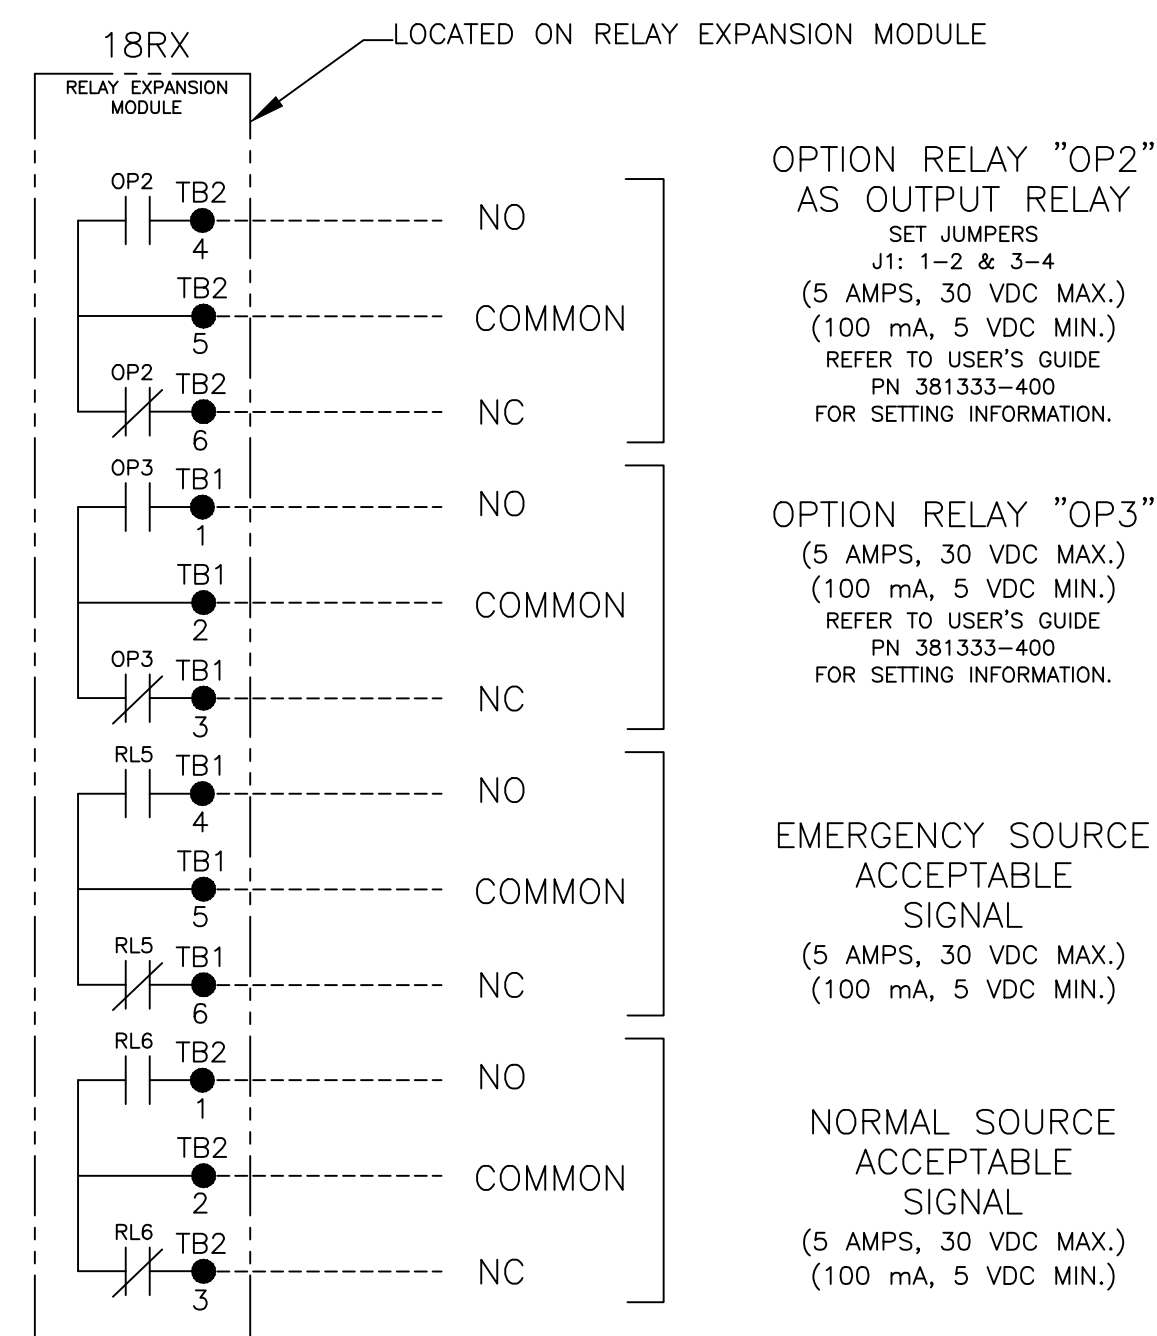 18RX
LOCATED ON RELAY EXPANSION MODULE
RELAY EXPANSION
MODULE
OP2 TB2
4
NO
TB2
5
COMMON
OP2 TB2
6
NC
OPTION RELAY "OP2"
AS OUTPUT RELAY
SET JUMPERS
J1: 1-2 & 3-4
(5 AMPS, 30 VDC MAX.)
(100 mA, 5 VDC MIN.)
REFER TO USER'S GUIDE
PN 381333-400
FOR SETTING INFORMATION.
OP3 TB1
1
NO
TB1
2
COMMON
OP3 TB1
3
NC
OPTION RELAY "OP3"
(5 AMPS, 30 VDC MAX.)
(100 mA, 5 VDC MIN.)
REFER TO USER'S GUIDE
PN 381333-400
FOR SETTING INFORMATION.
RL5 TB1
4
NO
TB1
5
COMMON
RL5 TB1
6
NC
EMERGENCY SOURCE
ACCEPTABLE
SIGNAL
(5 AMPS, 30 VDC MAX.)
(100 mA, 5 VDC MIN.)
RL6 TB2
1
NO
TB2
2
COMMON
RL6 TB2
3
NC
NORMAL SOURCE
ACCEPTABLE
SIGNAL
(5 AMPS, 30 VDC MAX.)
(100 mA, 5 VDC MIN.)